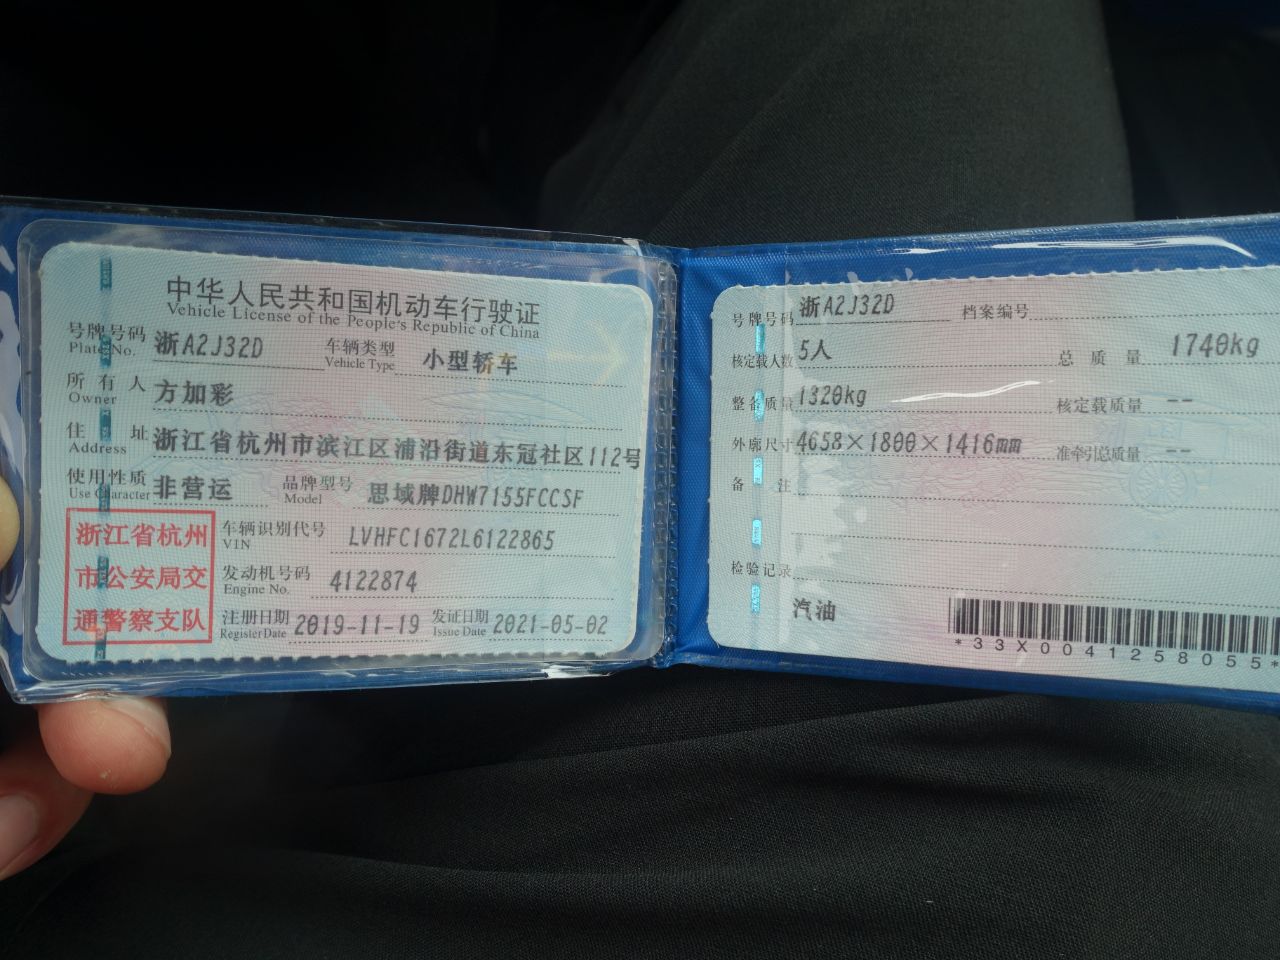 中华人民共和国机动车行驶证
Vehicle License of the People's Republic of China
号牌号码 浙A2J32D 车辆类型 小型轿车
Plate No. Vehicle Type
所有人 方加彩
Owner
住址 浙江省杭州市滨江区浦沿街道东冠社区112号
Address
使用性质 非营运 品牌型号 思域牌DHW7155FCCSF
Use Character Model
浙江省杭州
市公安局交
通警察支队
车辆识别代号 LVHFC1672L6122865
VIN
发动机号码 4122874
Engine No.
注册日期 2019-11-19 发证日期 2021-05-02
Register Date Issue Date
号牌号码 浙A2J32D 档案编号
核定载人数 5人 总质量 1740kg
整备质量 1320kg 核定载质量 --
外廓尺寸 4658×1800×1416mm 准牵引总质量 --
备注
检验记录
汽油
*33X0041258055*